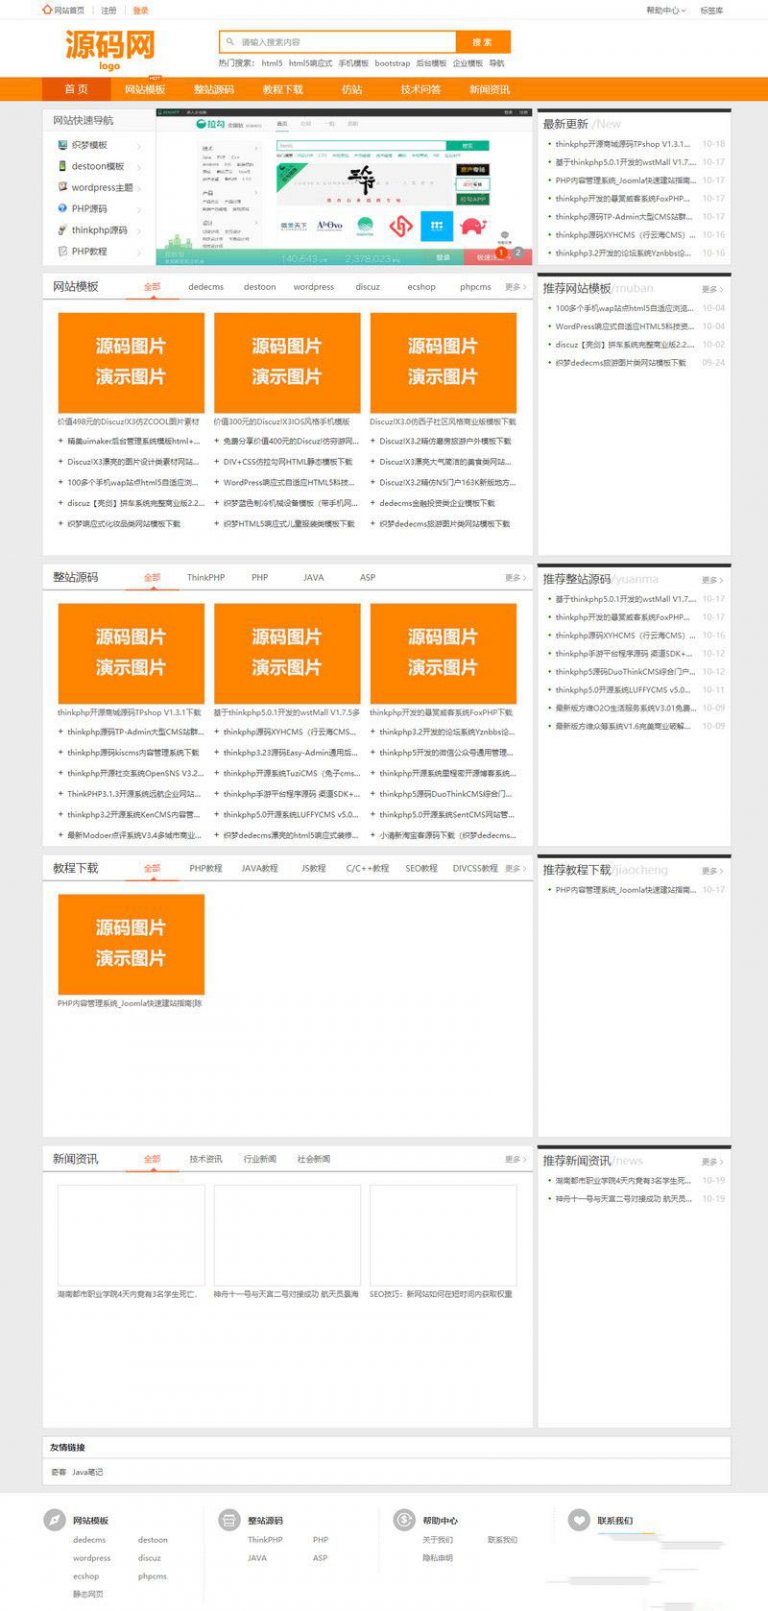 网站首页 注册 登录 帮助中心 标签库
源码网
logo
请输入搜索内容 搜 索
热门搜索： html5 html5响应式 手机模板 bootstrap 后台模板 企业模板 导航
首 页 网站模板 整站源码 教程下载 仿站 技术问答 新闻资讯
网站快速导航
织梦模板
destoon模板
wordpress主题
PHP源码
thinkphp源码
PHP教程
拉勾
1 2
最新更新 /New
thinkphp开源商城源码TPshop V1.3.1... 10-18
基于thinkphp5.0.1开发的wstMall V1.7... 10-17
PHP内容管理系统_Joomla快速建站指南... 10-17
thinkphp开发的悬赏威客系统FoxPHP... 10-17
thinkphp源码TP-Admin大型CMS站群... 10-17
thinkphp源码XYHCMS（行云海CMS）... 10-16
thinkphp3.2开发的论坛系统Yznbbs论... 10-16
网站模板 全部 dedecms destoon wordpress discuz ecshop phpcms 更多
源码图片 源码图片 源码图片
演示图片 演示图片 演示图片
价值498元的Discuz!X3仿ZCOOL图片素材 价值300元的Discuz!X3IOS风格手机模版 Discuz!X3.0仿西子社区风格商业版模板下载
精美uimaker后台管理系统模版html+... 免费分享价值400元的Discuz!仿穷游网... Discuz!X3.2精仿磨房旅游户外模板下载
Discuz!X3漂亮的图片设计类素材网站... DIV+CSS仿拉勾网HTML静态模板下载 Discuz!X3漂亮大气简洁的美食类网站...
100多个手机wap站点html5自适应浏... WordPress响应式自适应HTML5科技... Discuz!X3.2精仿N5门户163K新版地方...
discuz【亮剑】拼车系统完整商业版2.2... 织梦蓝色制冷机械设备模板（带手机网... dedecms金融投资类企业模板下载
织梦响应式化妆品类网站模板下载 织梦HTML5响应式儿童服装类模板下载 织梦dedecms旅游图片类网站模板下载
推荐网站模板/muban 更多
100多个手机wap站点html5自适应浏览... 10-04
WordPress响应式自适应HTML5科技资... 10-04
discuz【亮剑】拼车系统完整商业版2.2... 10-02
织梦dedecms旅游图片类网站模板下载 09-24
整站源码 全部 ThinkPHP PHP JAVA ASP 更多
源码图片 源码图片 源码图片
演示图片 演示图片 演示图片
thinkphp开源商城源码TPshop V1.3.1下载 基于thinkphp5.0.1开发的wstMall V1.7.5多 thinkphp开发的悬赏威客系统FoxPHP下载
thinkphp源码TP-Admin大型CMS站群... thinkphp源码XYHCMS（行云海CMS... thinkphp3.2开发的论坛系统Yznbbs论...
thinkphp源码kiscms内容管理系统下载 thinkphp3.23源码Easy-Admin通用后... thinkphp5开发的微信公众号通用管理...
thinkphp开源社交系统OpenSNS V3.2... thinkphp开源系统TuziCMS（兔子cms... thinkphp开源系统里程密开源博客系统...
ThinkPHP3.1.3开源系统远航企业网站... thinkphp手游平台程序源码 渠道SDK+... thinkphp5源码DuoThinkCMS综合门...
thinkphp3.2开源系统KenCMS内容管... thinkphp5.0开源系统LUFFYCMS v5.0... thinkphp5.0开源系统SentCMS网站管...
最新Modoer点评系统V3.4多城市商业... 织梦dedecms漂亮的html5响应式装修... 小清新淘宝客源码下载（织梦dedecms...
推荐整站源码/yuanma 更多
基于thinkphp5.0.1开发的wstMall V1.7.... 10-17
thinkphp开发的悬赏威客系统FoxPHP... 10-17
thinkphp源码XYHCMS（行云海CMS）... 10-16
thinkphp手游平台程序源码 渠道SDK+... 10-12
thinkphp5源码DuoThinkCMS综合门户... 10-12
thinkphp5.0开源系统LUFFYCMS v5.0... 10-11
最新版方维O2O生活服务系统V3.01免费... 10-09
最新版方维众筹系统V1.6完美商业破解... 10-09
教程下载 全部 PHP教程 JAVA教程 JS教程 C/C++教程 SEO教程 DIVCSS教程 更多
源码图片
演示图片
PHP内容管理系统_Joomla快速建站指南[陈
推荐教程下载/jiaocheng 更多
PHP内容管理系统_Joomla快速建站指南... 10-17
新闻资讯 全部 技术资讯 行业新闻 社会新闻 更多
湖南都市职业学院4天内竟有3名学生死亡, 神舟十一号与天宫二号对接成功 航天员景海 SEO技巧：新网站如何在短时间内获取权重
推荐新闻资讯/news 更多
湖南都市职业学院4天内竟有3名学生死... 10-19
神舟十一号与天宫二号对接成功 航天员... 10-19
友情链接
奇客 Java笔记
网站模板 整站源码 帮助中心 联系我们
dedecms destoon ThinkPHP PHP 关于我们 联系我们
wordpress discuz JAVA ASP 隐私申明
ecshop phpcms
静态网页